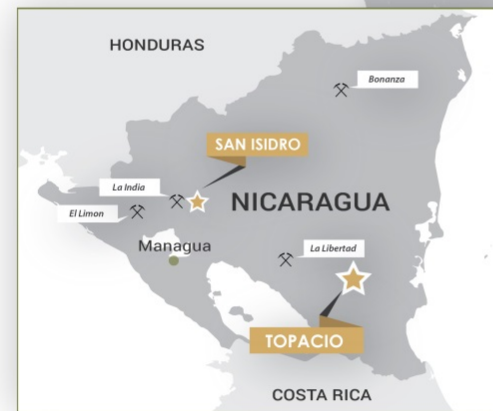 HONDURAS
Bonanza
SAN ISIDRO
La India
NICARAGUA
El Limon
Managua
La Libertad
TOPACIO
COSTA RICA